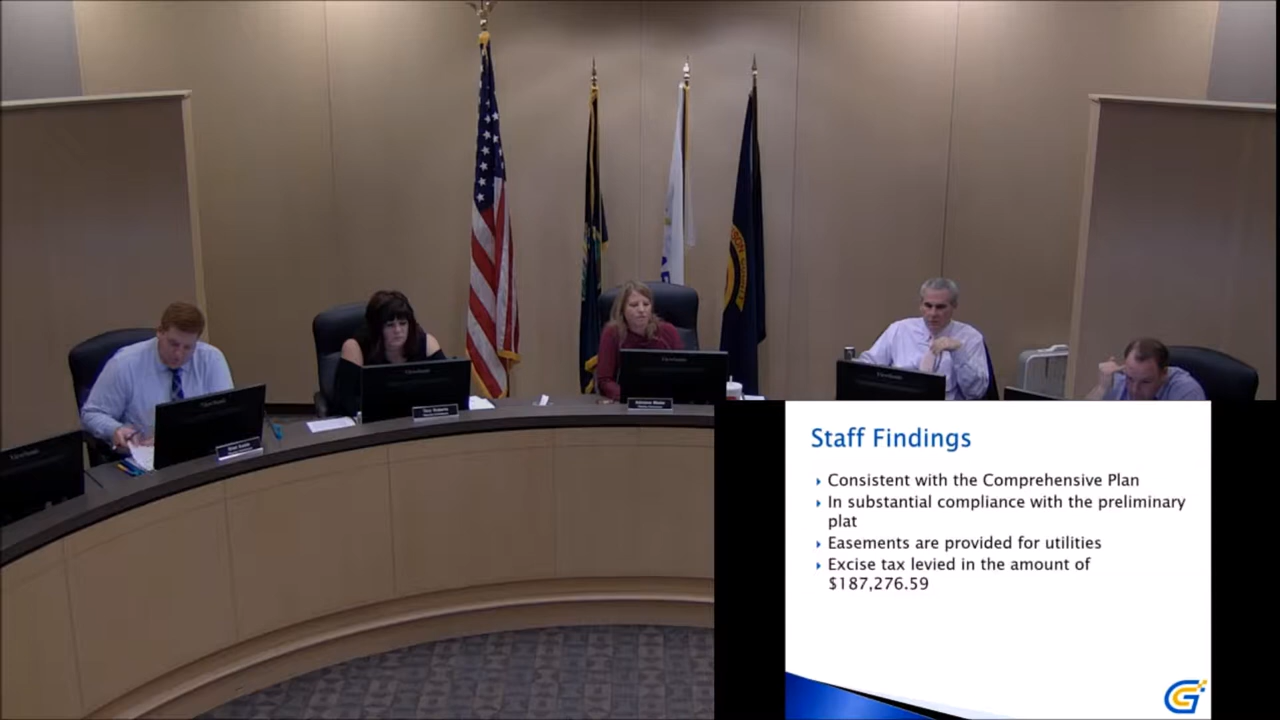 Staff Findings
Consistent with the Comprehensive Plan
In substantial compliance with the preliminary
plat
Easements are provided for utilities
Excise tax levied in the amount of
$187,276.59